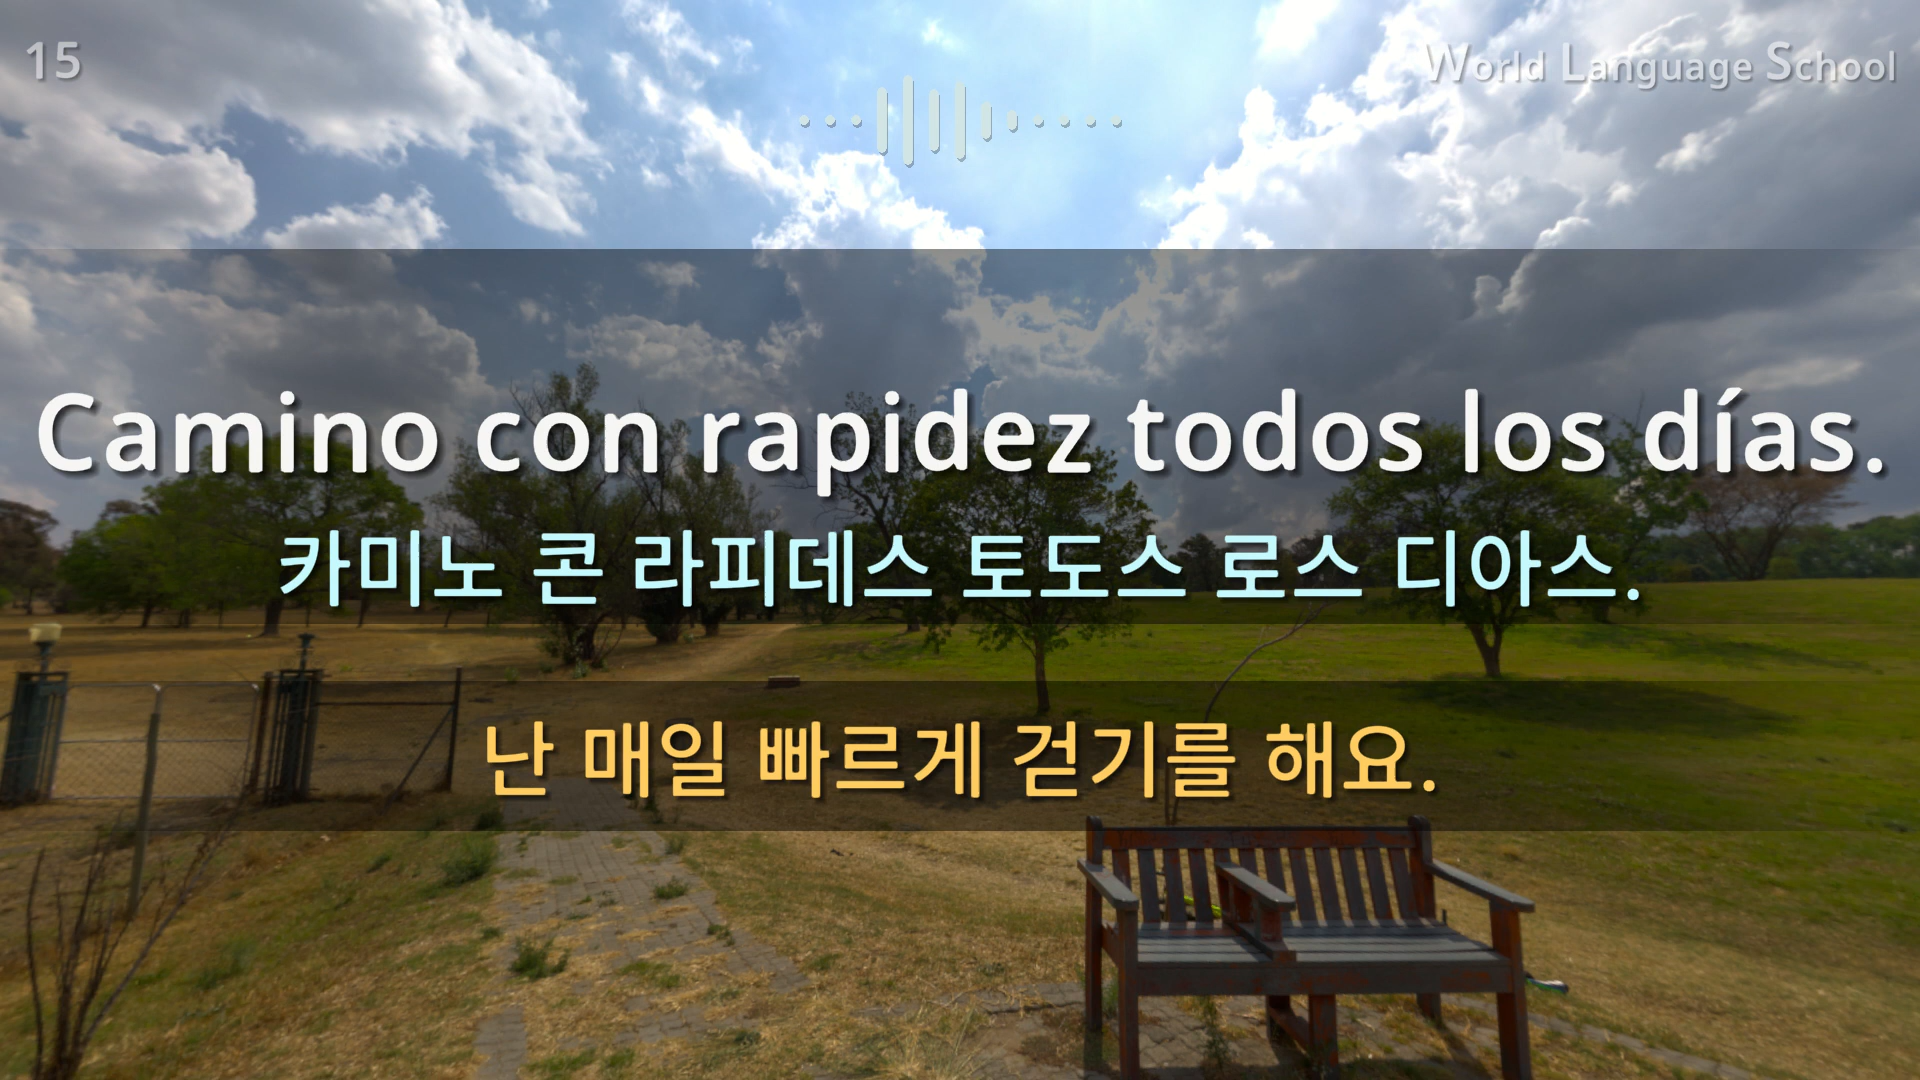 15
World Language School
Camino con rapidez todos los días.
카미노 콘 라피데스 토도스 로스 디아스.
난 매일 빠르게 걷기를 해요.